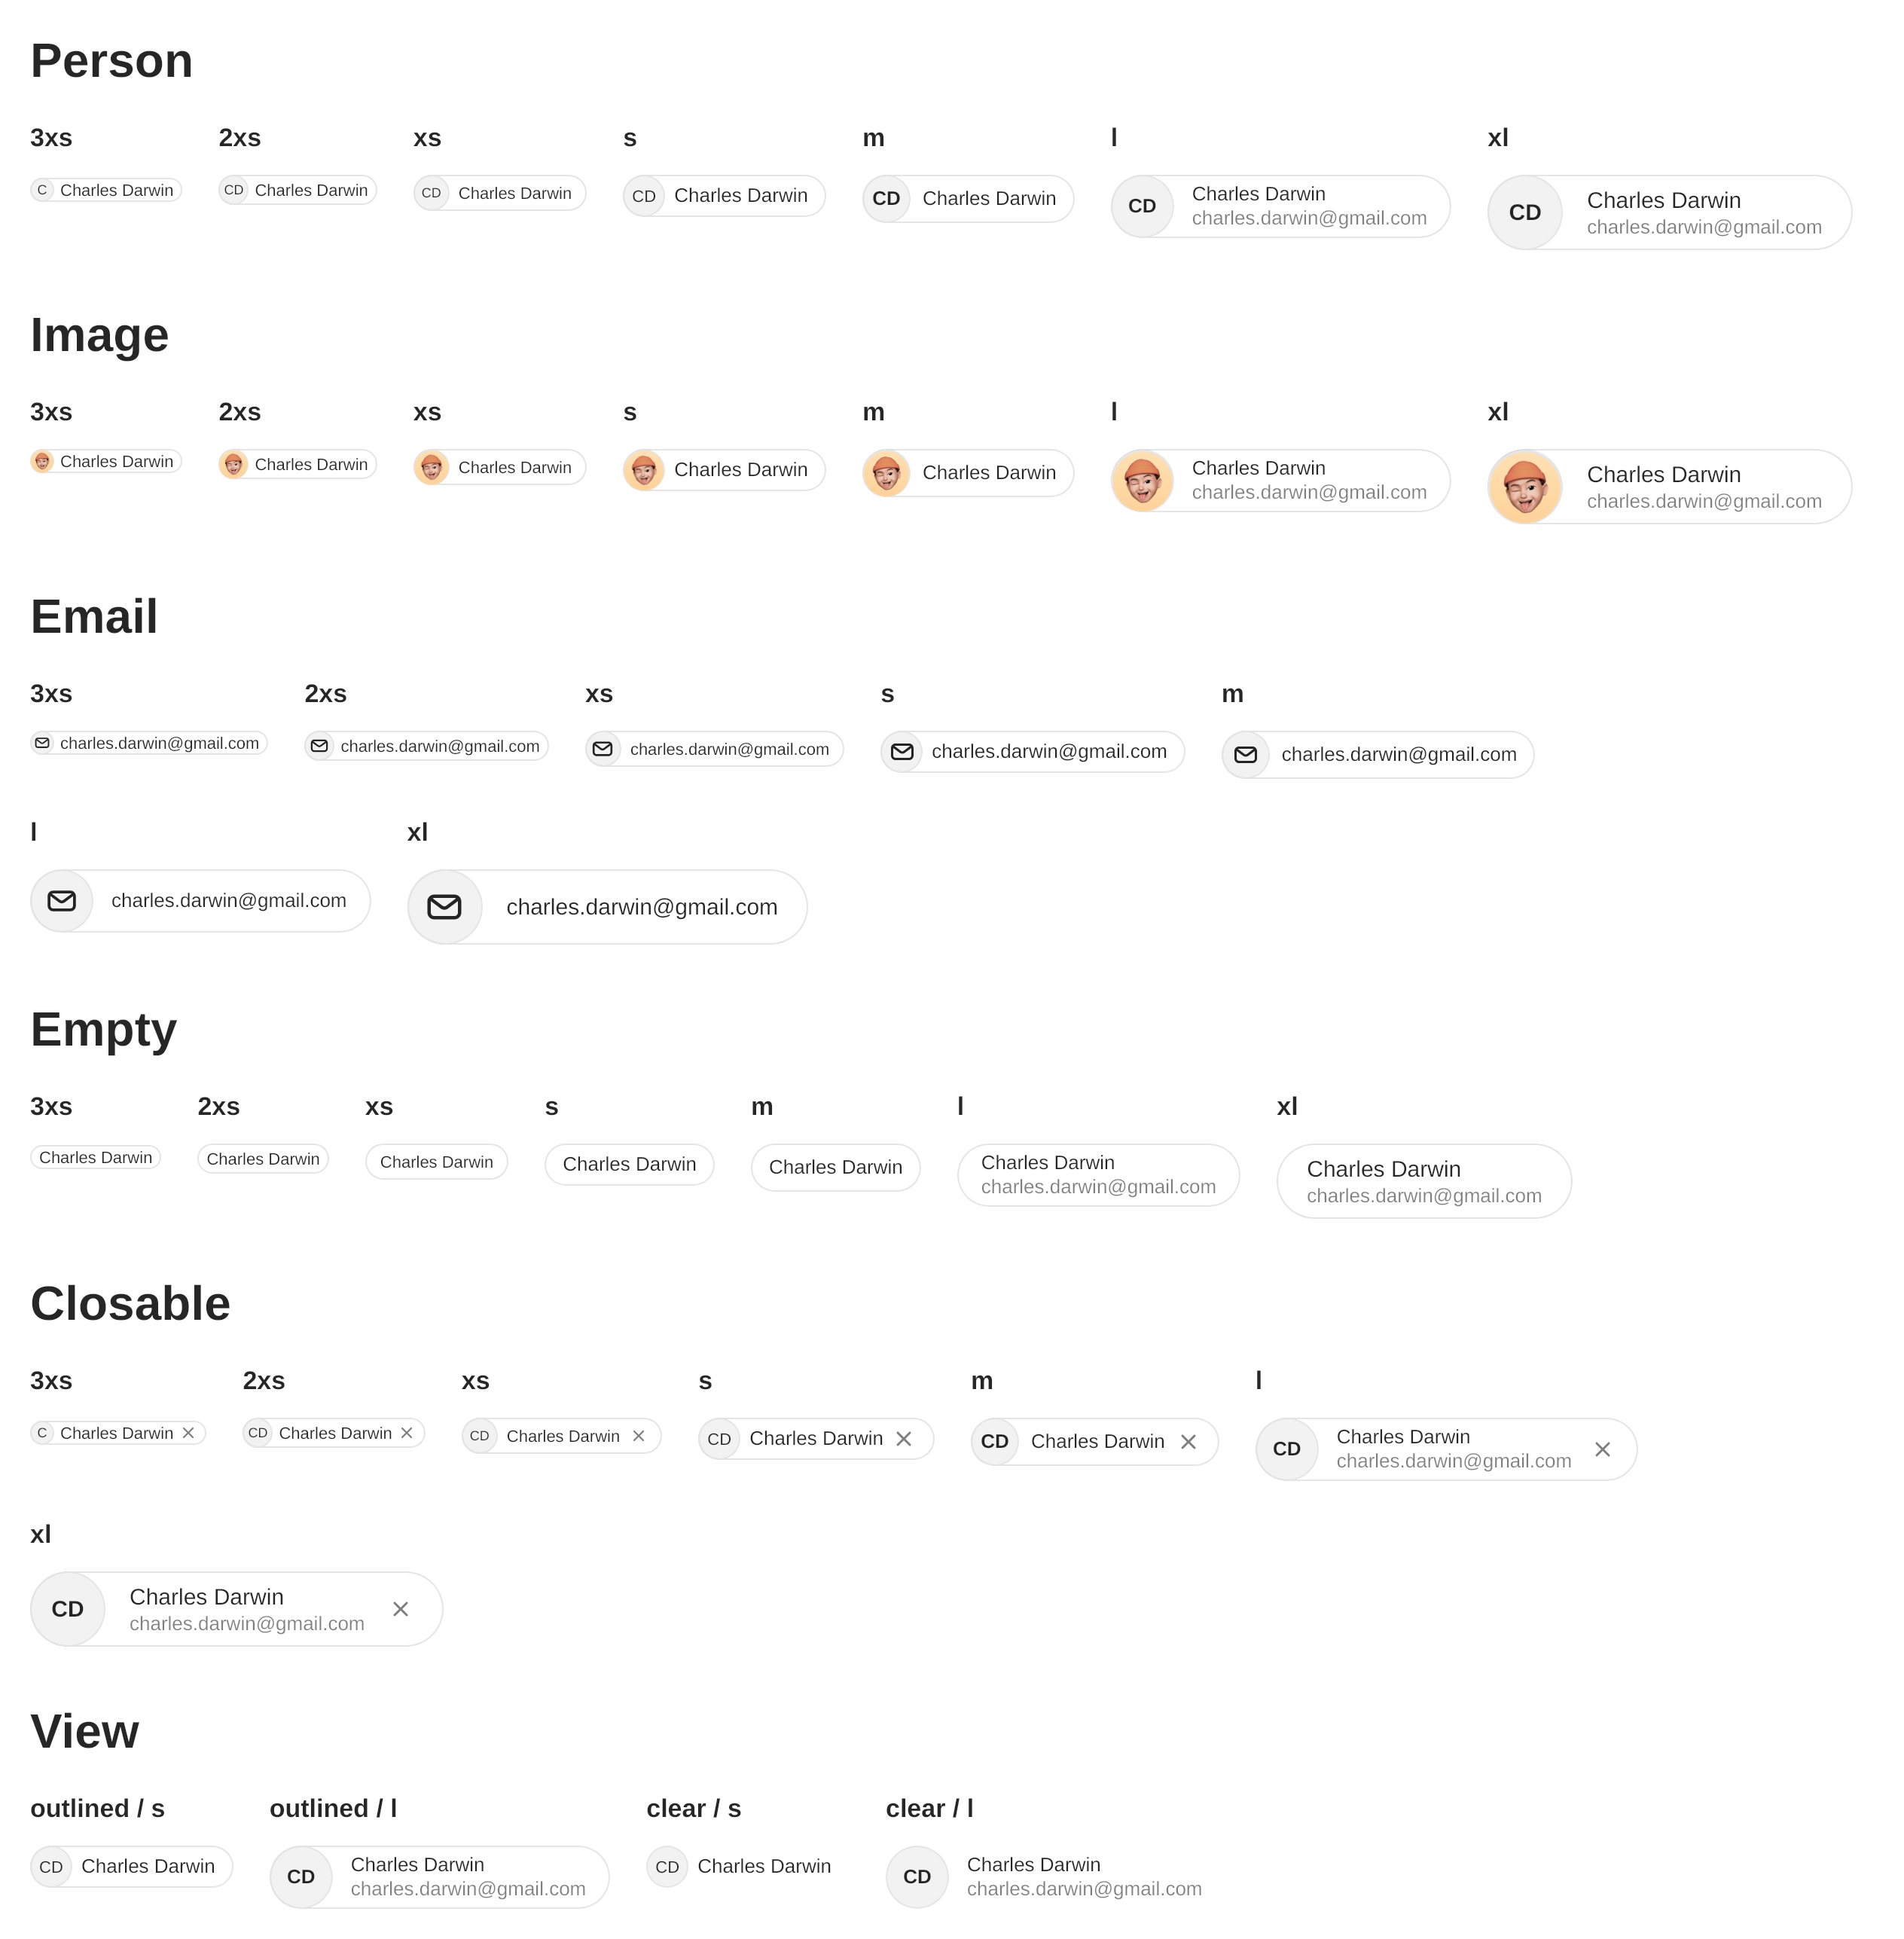 Person
3xs 2xs xs s m l xl
C Charles Darwin CD Charles Darwin CD Charles Darwin CD Charles Darwin CD Charles Darwin CD Charles Darwin CD Charles Darwin
charles.darwin@gmail.com charles.darwin@gmail.com
Image
3xs 2xs xs s m l xl
Charles Darwin Charles Darwin Charles Darwin Charles Darwin Charles Darwin Charles Darwin Charles Darwin
charles.darwin@gmail.com charles.darwin@gmail.com
Email
3xs 2xs xs s m
charles.darwin@gmail.com charles.darwin@gmail.com charles.darwin@gmail.com charles.darwin@gmail.com charles.darwin@gmail.com
l xl
charles.darwin@gmail.com charles.darwin@gmail.com
Empty
3xs 2xs xs s m l xl
Charles Darwin Charles Darwin Charles Darwin Charles Darwin Charles Darwin Charles Darwin Charles Darwin
charles.darwin@gmail.com charles.darwin@gmail.com
Closable
3xs 2xs xs s m l
C Charles Darwin CD Charles Darwin CD Charles Darwin CD Charles Darwin CD Charles Darwin CD Charles Darwin
charles.darwin@gmail.com
xl
CD Charles Darwin
charles.darwin@gmail.com
View
outlined / s outlined / l clear / s clear / l
CD Charles Darwin CD Charles Darwin CD Charles Darwin CD Charles Darwin
charles.darwin@gmail.com charles.darwin@gmail.com